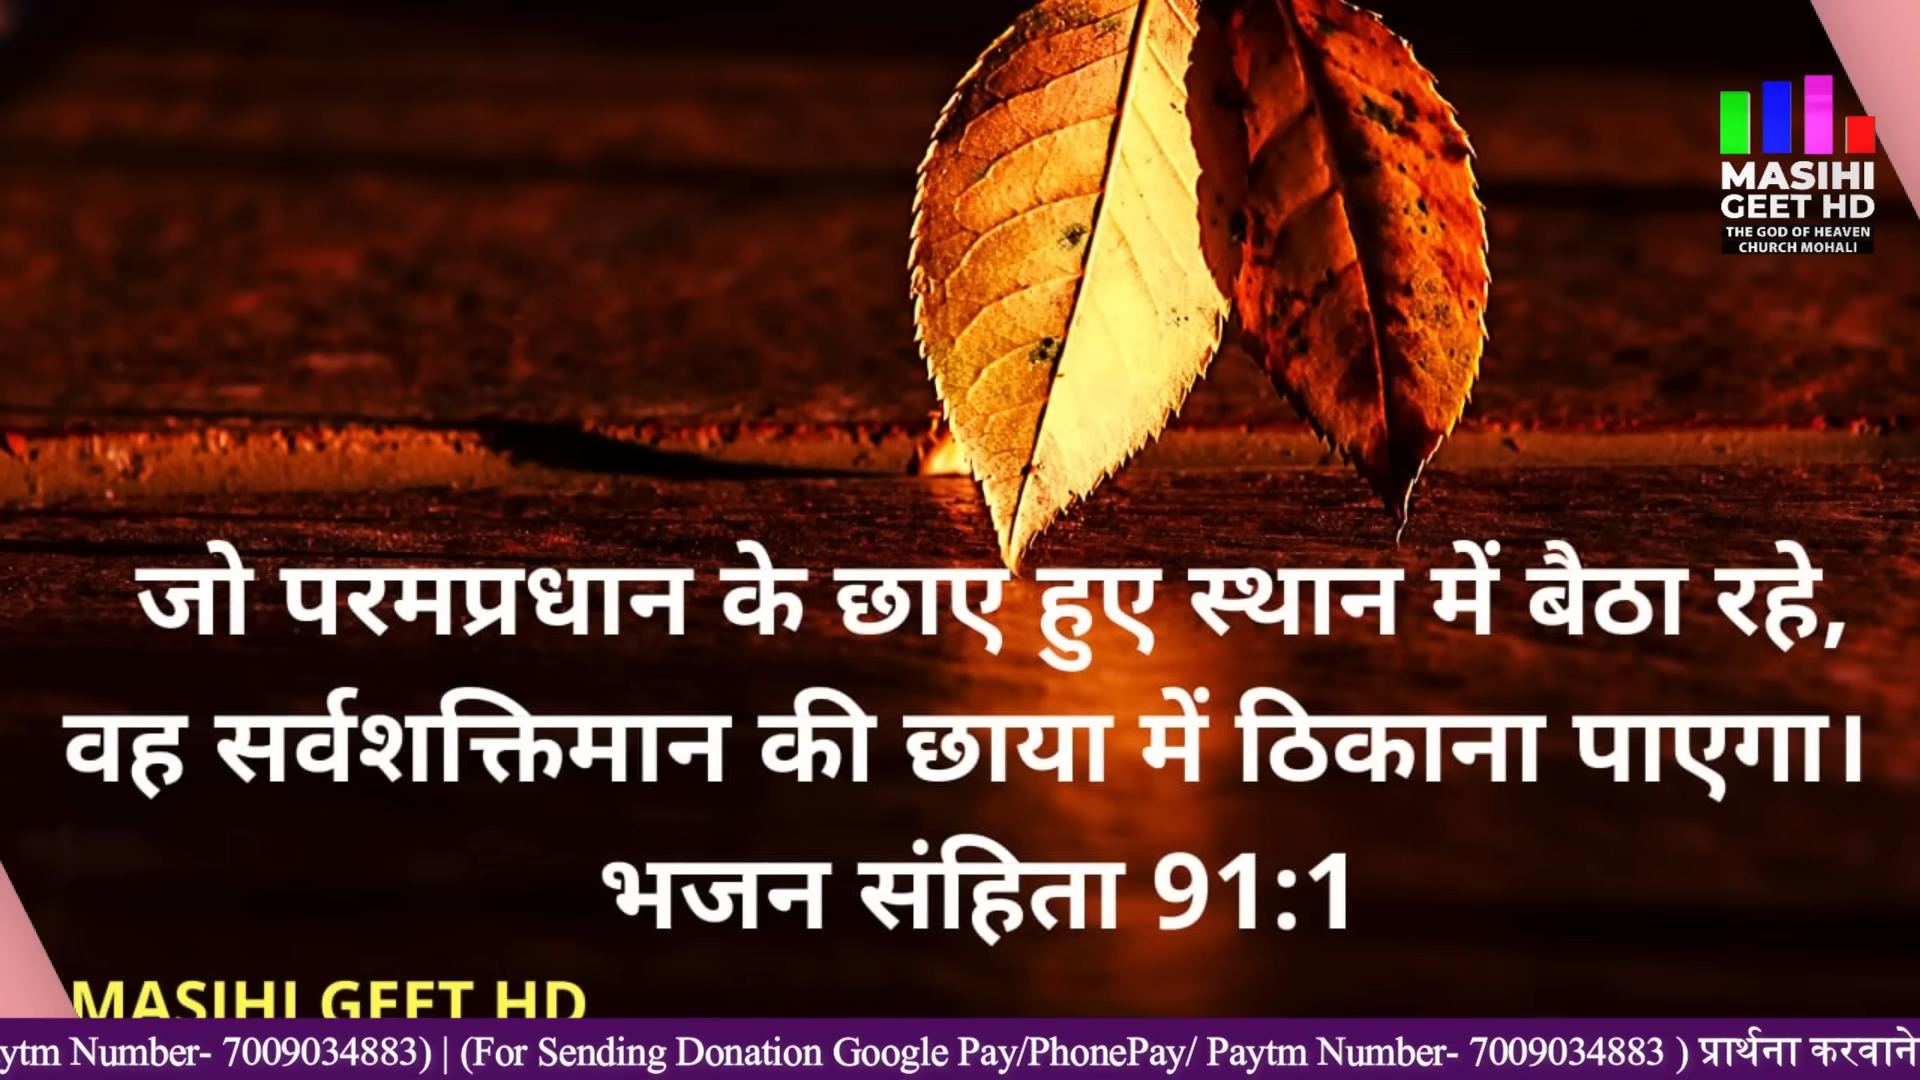 MASIHI
GEET HD
THE GOD OF HEAVEN
CHURCH MOHALI
जो परमप्रधान के छाए हुए स्थान में बैठा रहे,
वह सर्वशक्तिमान की छाया में ठिकाना पाएगा।
भजन संहिता 91:1
MASIHI GEET HD
ytm Number- 7009034883) | (For Sending Donation Google Pay/PhonePay/ Paytm Number- 7009034883 ) प्रार्थना करवाने